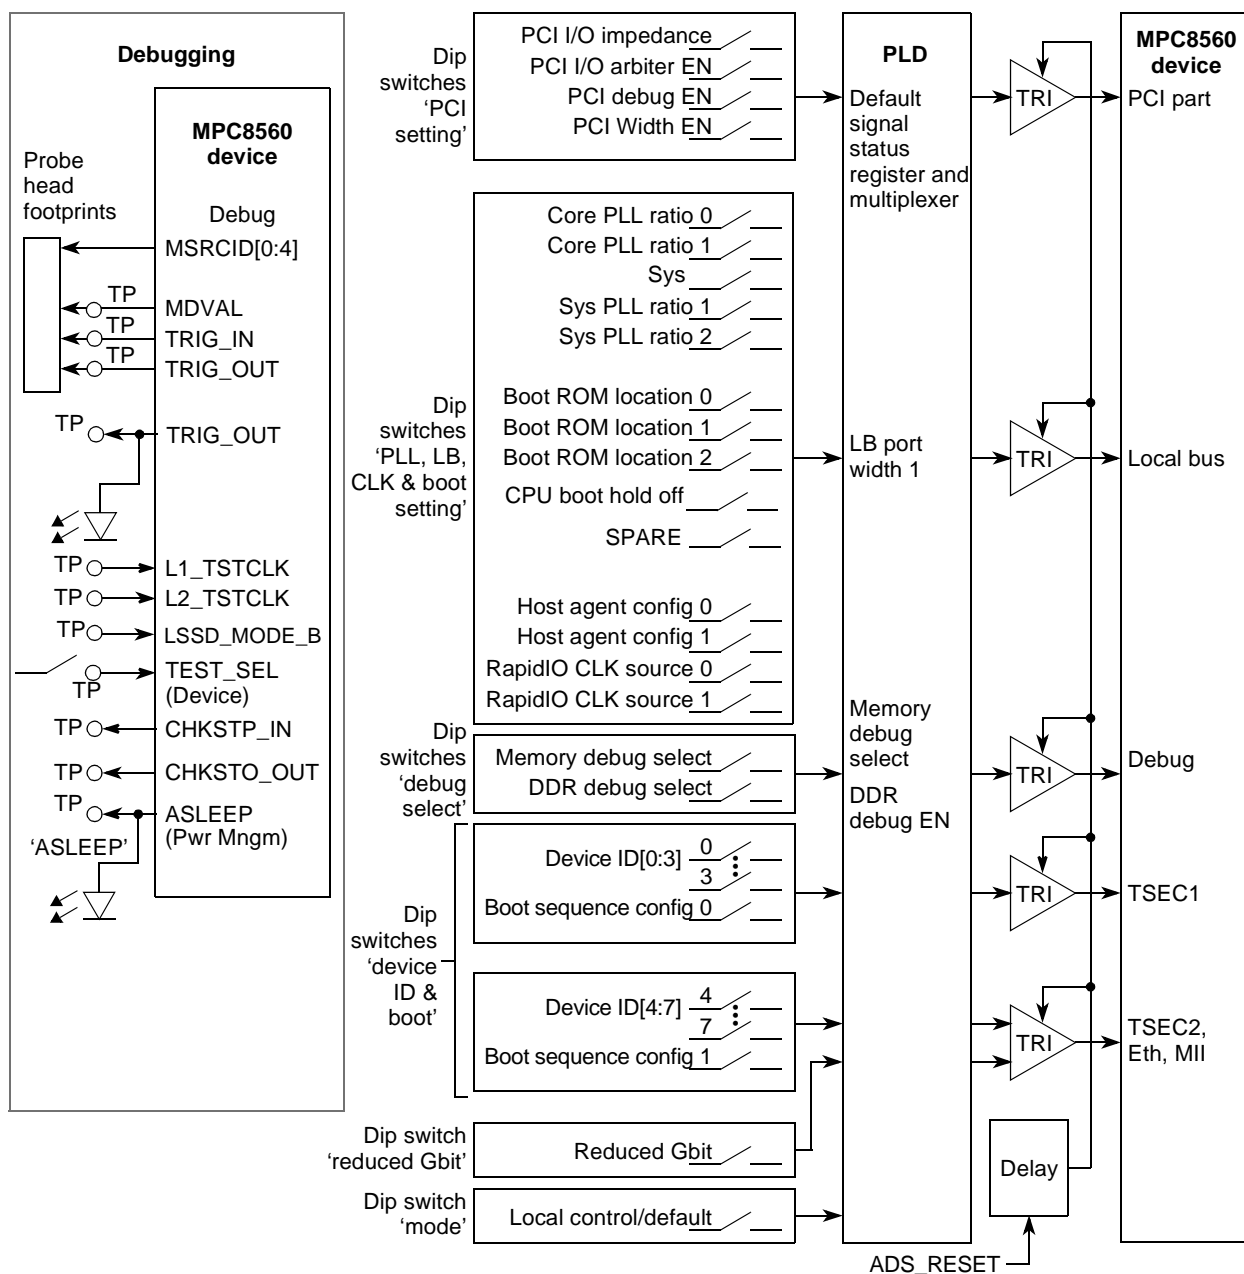 Debugging
MPC8560
device
Probe
head
footprints
Debug
MSRCID[0:4]
TP
MDVAL
TP
TRIG_IN
TP
TRIG_OUT
TP
TRIG_OUT
TP
L1_TSTCLK
TP
L2_TSTCLK
TP
LSSD_MODE_B
TP
TEST_SEL
(Device)
TP
CHKSTP_IN
TP
CHKSTO_OUT
TP
ASLEEP
(Pwr Mngm)
'ASLEEP'
Dip
switches
'PCI
setting'
PCI I/O impedance
PCI I/O arbiter EN
PCI debug EN
PCI Width EN
Dip
switches
'PLL, LB,
CLK & boot
setting'
Core PLL ratio 0
Core PLL ratio 1
Sys
Sys PLL ratio 1
Sys PLL ratio 2
Boot ROM location 0
Boot ROM location 1
Boot ROM location 2
CPU boot hold off
SPARE
Host agent config 0
Host agent config 1
RapidIO CLK source 0
RapidIO CLK source 1
Dip
switches
'debug
select'
Memory debug select
DDR debug select
Dip
switches
'device
ID &
boot'
Device ID[0:3] 0
3
Boot sequence config 0
Device ID[4:7] 4
7
Boot sequence config 1
Dip switch
'reduced Gbit'
Reduced Gbit
Dip switch
'mode'
Local control/default
PLD
Default
signal
status
register and
multiplexer
LB port
width 1
Memory
debug
select
DDR
debug EN
TRI
TRI
TRI
TRI
TRI
Delay
ADS_RESET
MPC8560
device
PCI part
Local bus
Debug
TSEC1
TSEC2,
Eth, MII